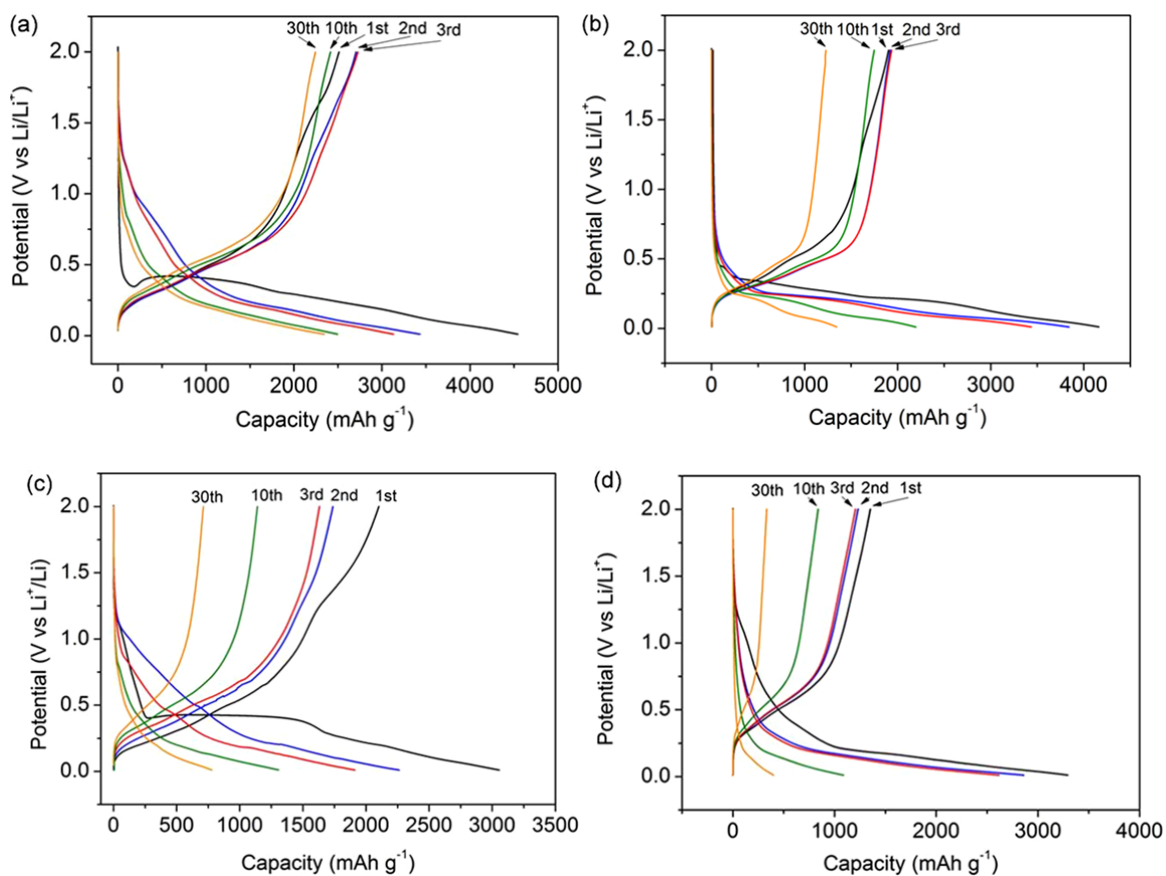 (a)
30th 10th 1st 2nd 3rd
2.0
1.5
1.0
0.5
0.0
Potential (V vs Li/Li⁺)
0 1000 2000 3000 4000 5000
Capacity (mAh g⁻¹)
(b)
30th 10th 1st 2nd 3rd
2.0
1.5
1.0
0.5
0.0
Potential (V vs Li/Li⁺)
0 1000 2000 3000 4000
Capacity (mAh g⁻¹)
(c)
30th 10th 3rd 2nd 1st
2.0
1.5
1.0
0.5
0.0
Potential (V vs Li⁺/Li)
0 500 1000 1500 2000 2500 3000 3500
Capacity (mAh g⁻¹)
(d)
30th 10th 3rd 2nd 1st
2.0
1.5
1.0
0.5
0.0
Potential (V vs Li/Li⁺)
0 1000 2000 3000 4000
Capacity (mAh g⁻¹)